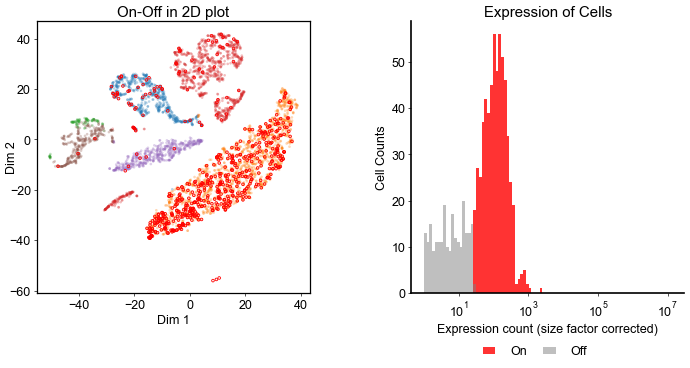 On-Off in 2D plot
Dim 2
40
20
0
−20
−40
−60
−40
−20
0
20
40
Dim 1
Expression of Cells
Cell Counts
50
40
30
20
10
0
10^1
10^3
10^5
10^7
Expression count (size factor corrected)
On
Off